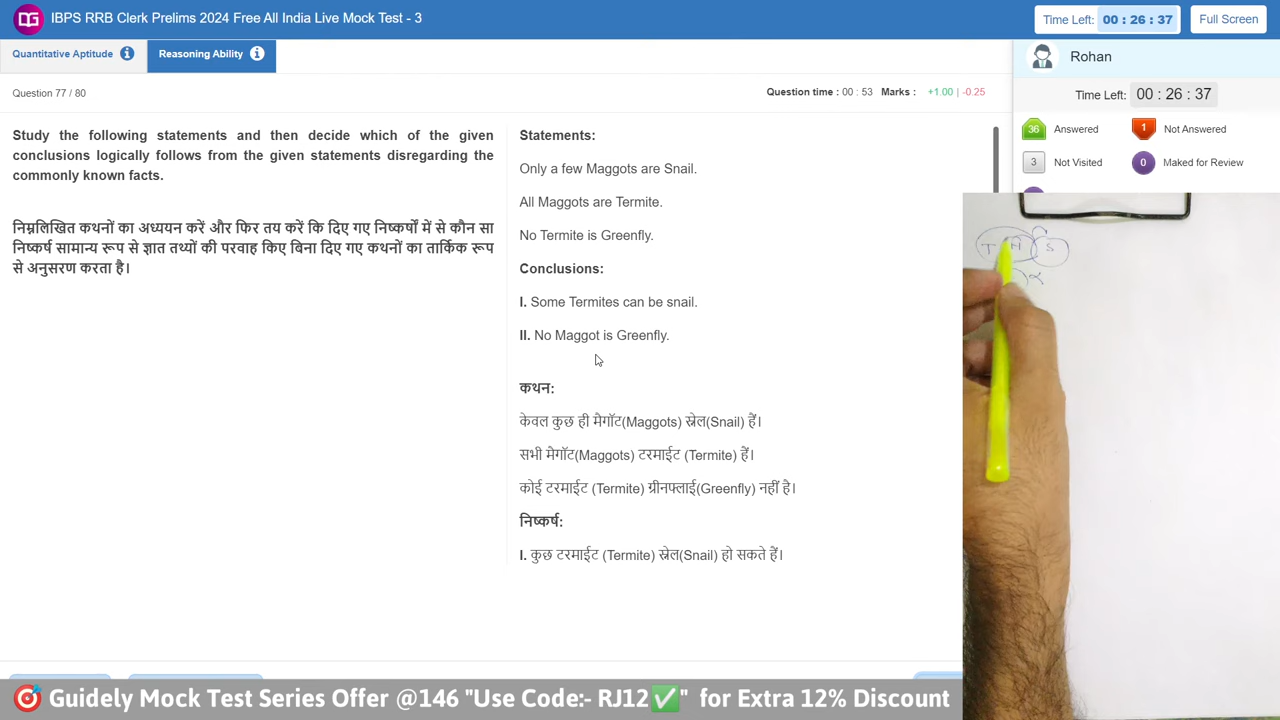 IBPS RRB Clerk Prelims 2024 Free All India Live Mock Test - 3
Time Left: 00 : 26 : 37
Full Screen
Quantitative Aptitude
Reasoning Ability
Rohan
Question 77 / 80
Question time : 00 : 53 Marks : +1.00 | -0.25
Time Left: 00 : 26 : 37
36 Answered
1 Not Answered
3 Not Visited
0 Maked for Review
Study the following statements and then decide which of the given
conclusions logically follows from the given statements disregarding the
commonly known facts.
निम्नलिखित कथनों का अध्ययन करें और फिर तय करें कि दिए गए निष्कर्षों में से कौन सा
निष्कर्ष सामान्य रूप से ज्ञात तथ्यों की परवाह किए बिना दिए गए कथनों का तार्किक रूप
से अनुसरण करता है।
Statements:
Only a few Maggots are Snail.
All Maggots are Termite.
No Termite is Greenfly.
Conclusions:
I. Some Termites can be snail.
II. No Maggot is Greenfly.
कथन:
केवल कुछ ही मैगॉट(Maggots) स्नेल(Snail) हैं।
सभी मेगॉट(Maggots) टरमाईट (Termite) हैं।
कोई टरमाईट (Termite) ग्रीनफ्लाई(Greenfly) नहीं है।
निष्कर्ष:
I. कुछ टरमाईट (Termite) स्नेल(Snail) हो सकते हैं।
T M S
Guidely Mock Test Series Offer @146 "Use Code:- RJ12✅" for Extra 12% Discount